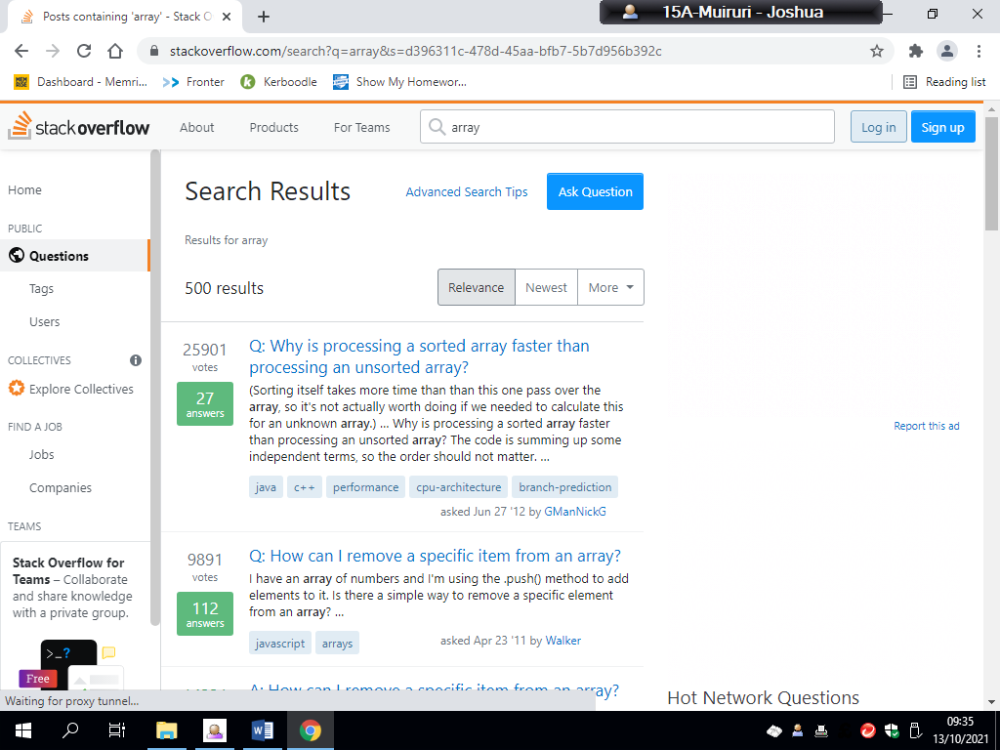 Posts containing 'array' - Stack O
15A-Muiruri - Joshua
stackoverflow.com/search?q=array&s=d396311c-478d-45aa-bfb7-5b7d956b392c
Dashboard - Memri...
Fronter
Kerboodle
Show My Homewor...
Reading list
stackoverflow
About
Products
For Teams
array
Log in
Sign up
Home
PUBLIC
Questions
Tags
Users
COLLECTIVES
Explore Collectives
FIND A JOB
Jobs
Companies
TEAMS
Stack Overflow for
Teams – Collaborate
and share knowledge
with a private group.
>_?
Free
Search Results
Advanced Search Tips
Ask Question
Results for array
500 results
Relevance
Newest
More
25901
votes
27
answers
Q: Why is processing a sorted array faster than
processing an unsorted array?
(Sorting itself takes more time than than this one pass over the
array, so it's not actually worth doing if we needed to calculate this
for an unknown array.) ... Why is processing a sorted array faster
than processing an unsorted array? The code is summing up some
independent terms, so the order should not matter. ...
java c++ performance cpu-architecture branch-prediction
asked Jun 27 '12 by GManNickG
9891
votes
112
answers
Q: How can I remove a specific item from an array?
I have an array of numbers and I'm using the .push() method to add
elements to it. Is there a simple way to remove a specific element
from an array? ...
javascript arrays
asked Apr 23 '11 by Walker
A: How can I remove a specific item from an array?
Report this ad
Hot Network Questions
Waiting for proxy tunnel...
09:35
13/10/2021